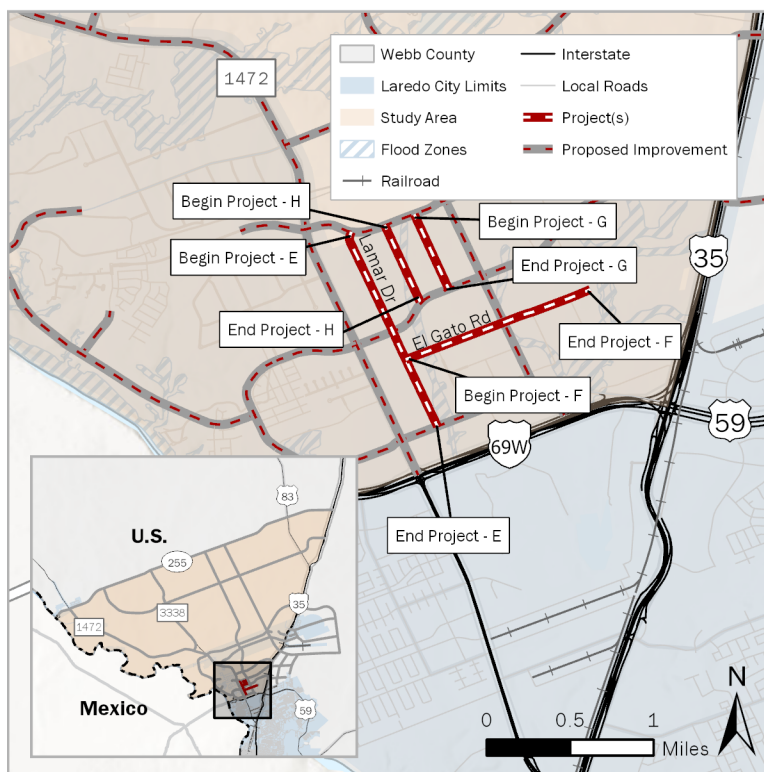 1472
Webb County
Laredo City Limits
Study Area
Flood Zones
Railroad
Interstate
Local Roads
Project(s)
Proposed Improvement
Begin Project - H
Begin Project - E
Begin Project - G
Lamar Dr
End Project - G
35
End Project - H
El Gato Rd
End Project - F
Begin Project - F
59
69W
End Project - E
83
U.S.
255
35
3338
1472
Mexico
59
N
0 0.5 1
Miles